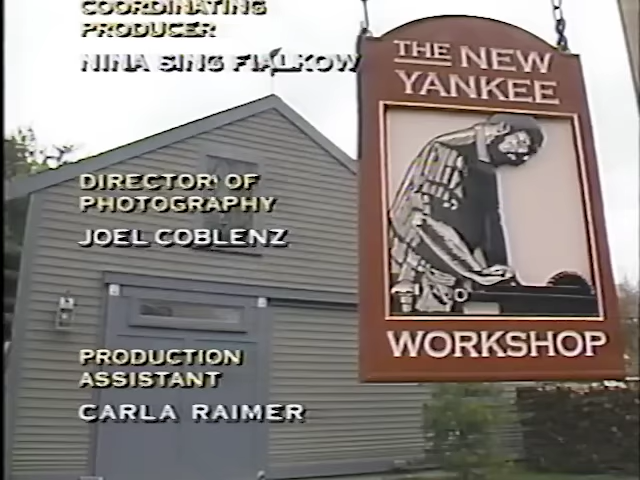 COORDINATING
PRODUCER
NINA SING FIALKOW
DIRECTOR OF
PHOTOGRAPHY
JOEL COBLENZ
PRODUCTION
ASSISTANT
CARLA RAIMER
THE NEW
YANKEE
WORKSHOP